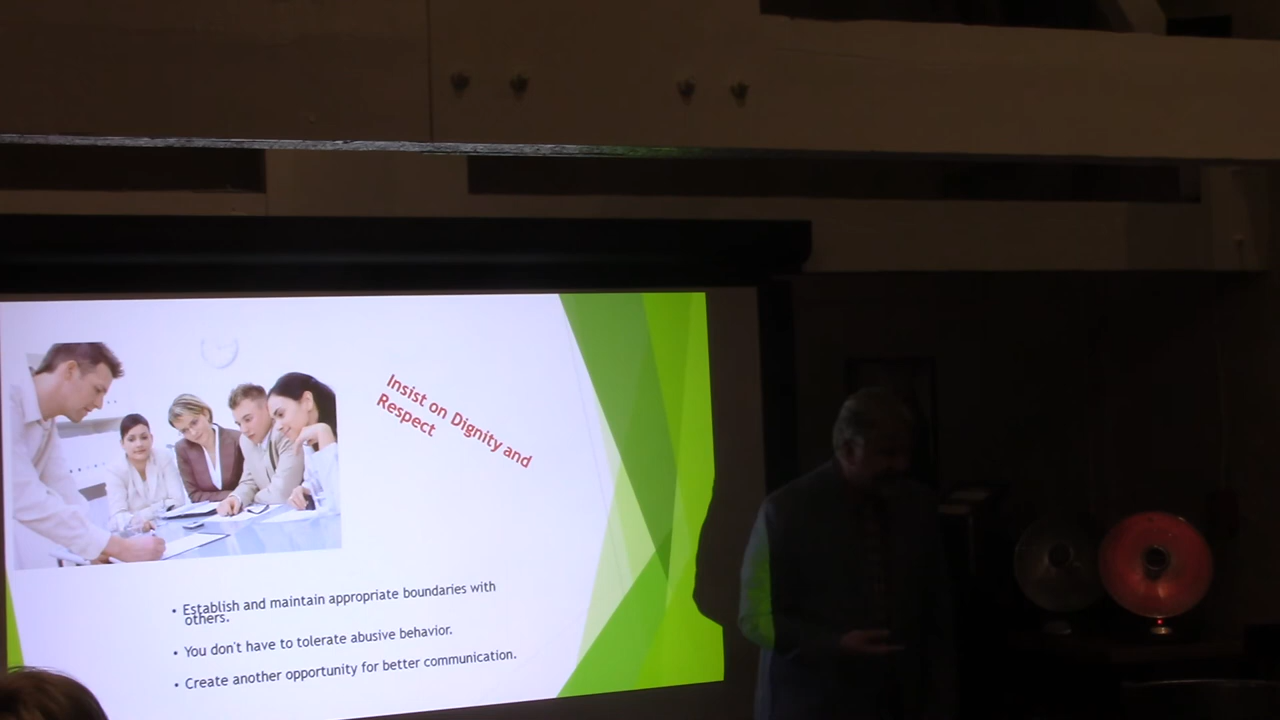 Insist on Dignity and
Respect
• Establish and maintain appropriate boundaries with
others.
• You don't have to tolerate abusive behavior.
• Create another opportunity for better communication.